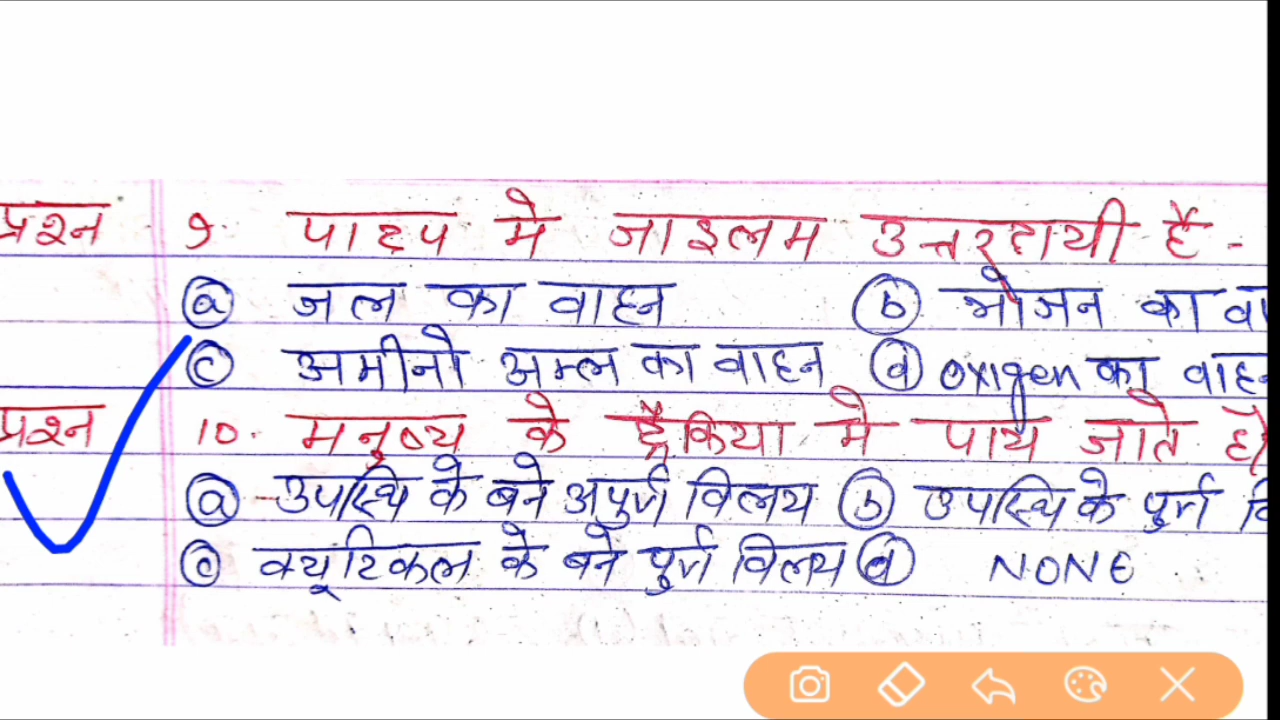 प्रश्न 9. पादप मे जाइलम उत्तरदायी है -
(a) जल का वाहन (b) भोजन का वा
(c) अमीनो अम्ल का वाहन (d) oxigen का वाहन
प्रश्न 10. मनुष्य के ट्रैकिया मे पाये जाते है
(a) उपास्थि के बने अपुर्ण विलय (b) उपास्थि के पुर्ण वि
(c) क्यूटिकल के बने पुर्ण विलय (d) NONE